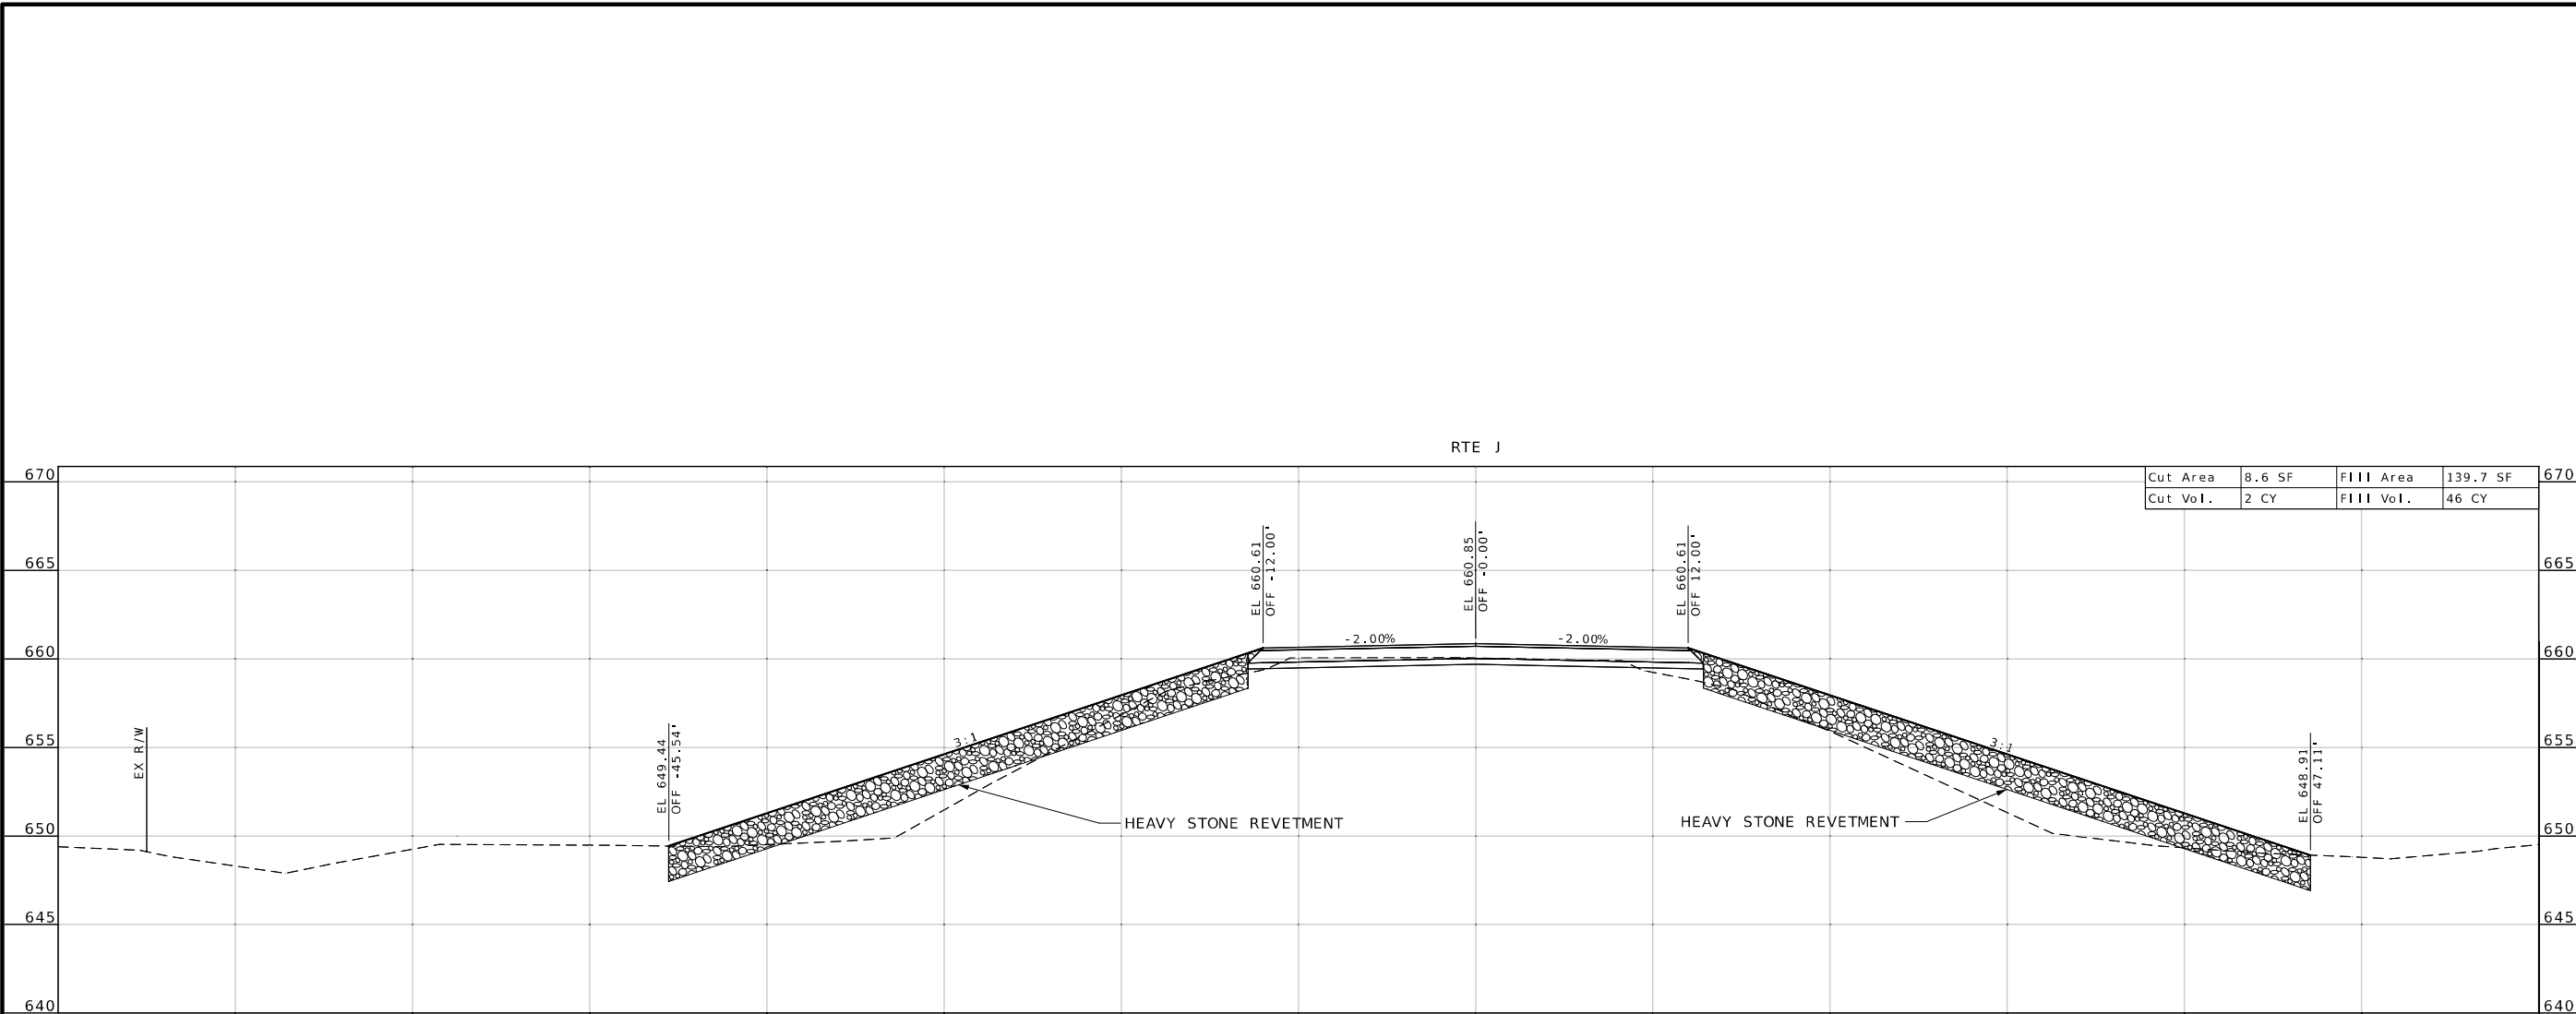 RTE J
670
670
Cut Area 8.6 SF Fill Area 139.7 SF
Cut Vol. 2 CY Fill Vol. 46 CY
EL 660.61
OFF -12.00'
EL 660.85
OFF -0.00'
EL 660.61
OFF 12.00'
665
665
-2.00%
-2.00%
660
660
EX R/W
EL 649.44
OFF -45.54'
3:1
3:1
EL 648.91
OFF 47.11'
655
655
HEAVY STONE REVETMENT
HEAVY STONE REVETMENT
650
650
645
645
640
640